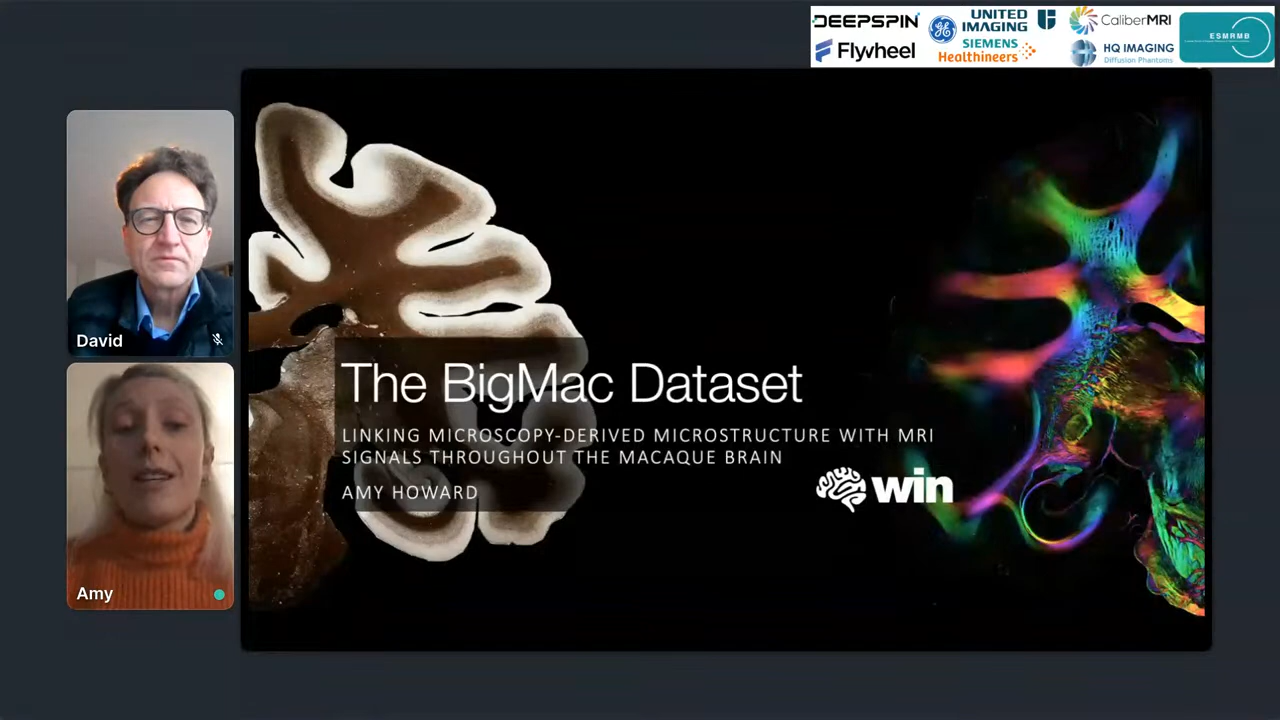 DEEPSPIN
UNITED
IMAGING
CaliberMRI
ESMRMB
Flywheel
SIEMENS
Healthineers
HQ IMAGING
Diffusion Phantoms
David
Amy
The BigMac Dataset
LINKING MICROSCOPY-DERIVED MICROSTRUCTURE WITH MRI
SIGNALS THROUGHOUT THE MACAQUE BRAIN
AMY HOWARD
win